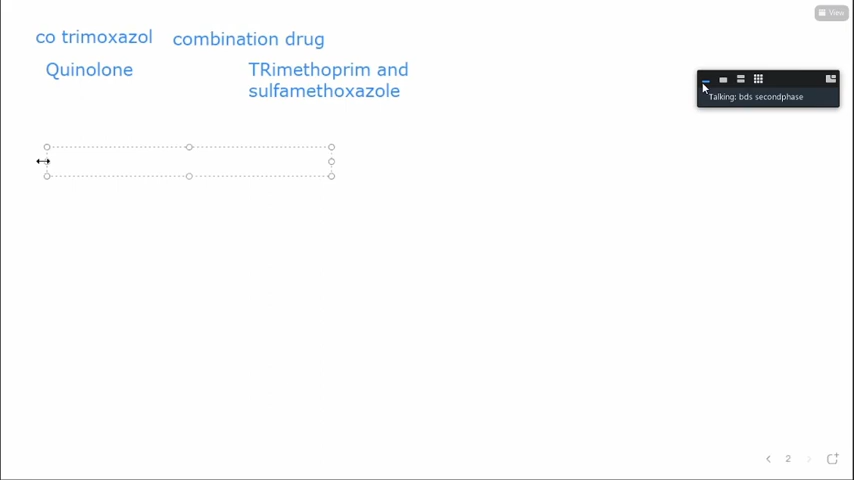 View
co trimoxazol combination drug
Quinolone TRimethoprim and
sulfamethoxazole
Talking: bds secondphase
2